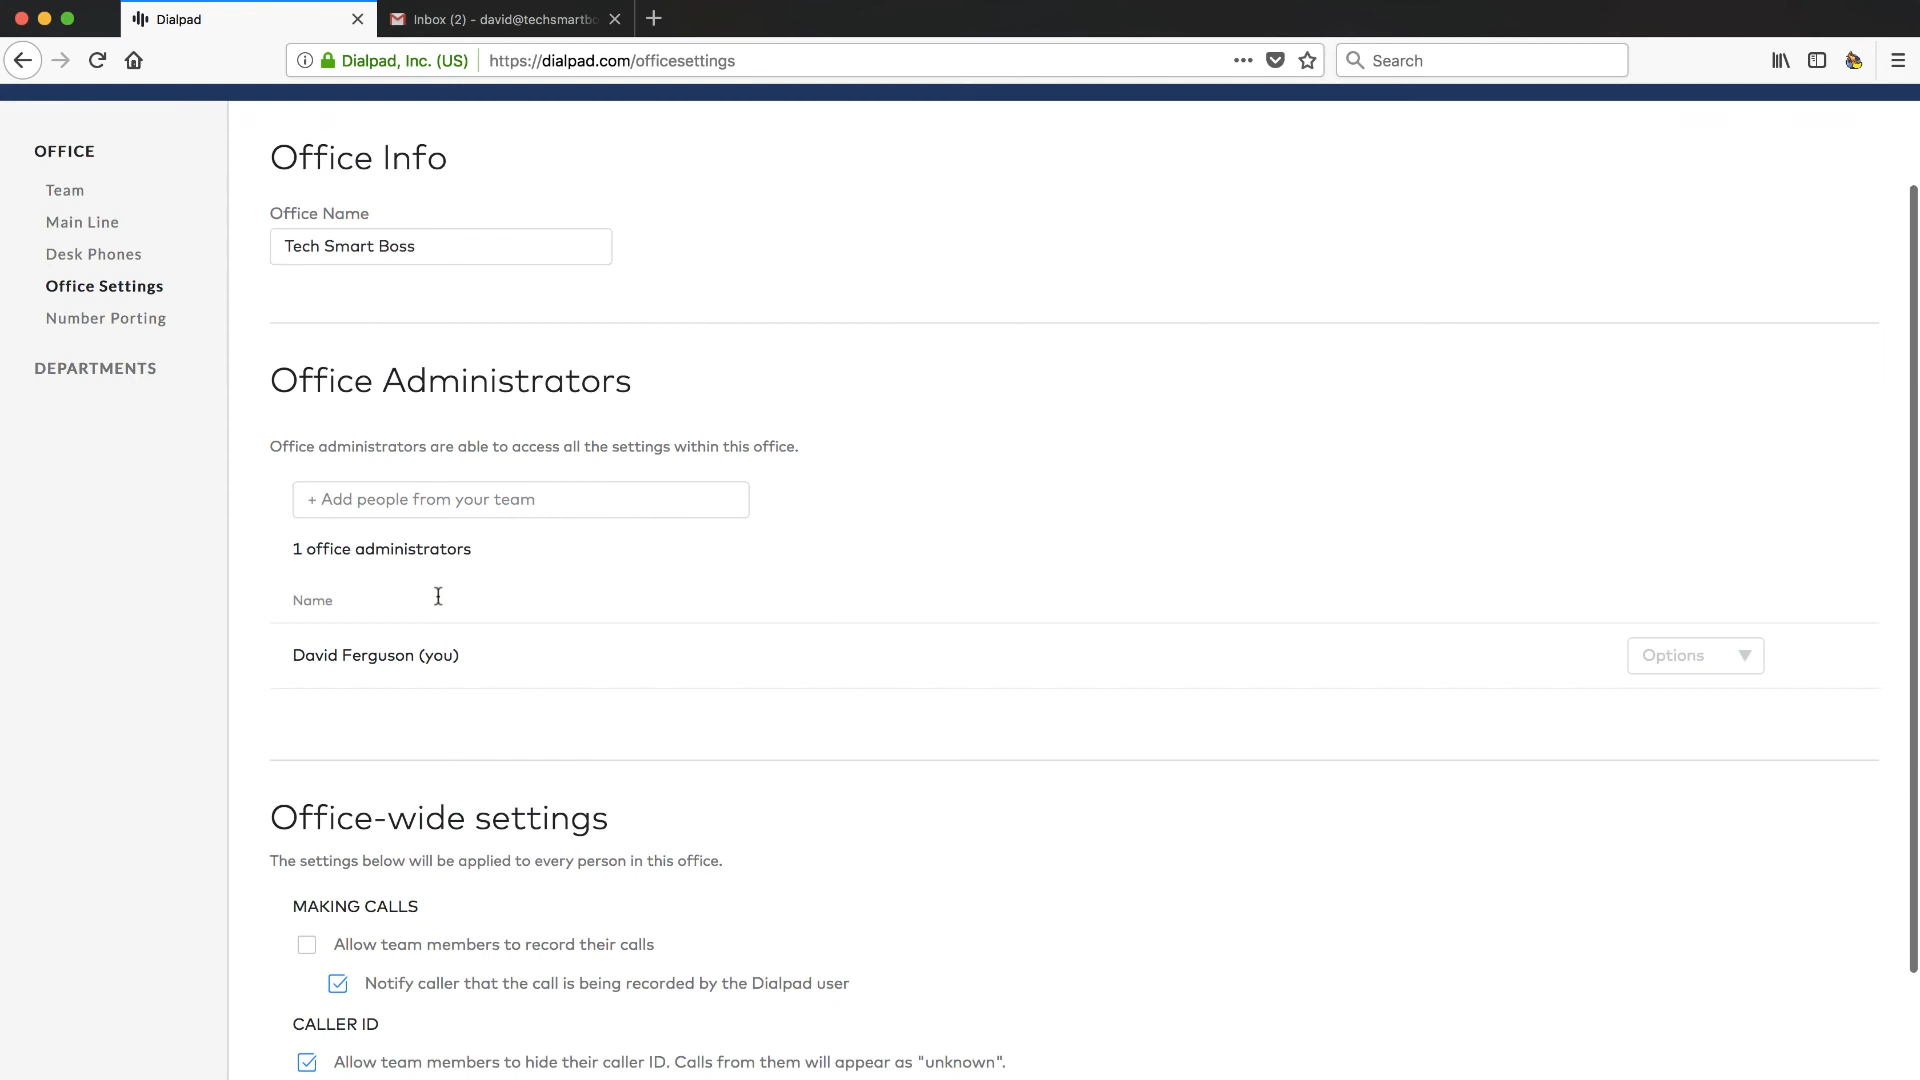 Dialpad
Inbox (2) - david@techsmartbo
Dialpad, Inc. (US)
https://dialpad.com/officesettings
Search
OFFICE
Team
Main Line
Desk Phones
Office Settings
Number Porting
DEPARTMENTS
Office Info
Office Name
Tech Smart Boss
Office Administrators
Office administrators are able to access all the settings within this office.
+ Add people from your team
1 office administrators
Name
David Ferguson (you)
Options
Office-wide settings
The settings below will be applied to every person in this office.
MAKING CALLS
Allow team members to record their calls
Notify caller that the call is being recorded by the Dialpad user
CALLER ID
Allow team members to hide their caller ID. Calls from them will appear as "unknown".